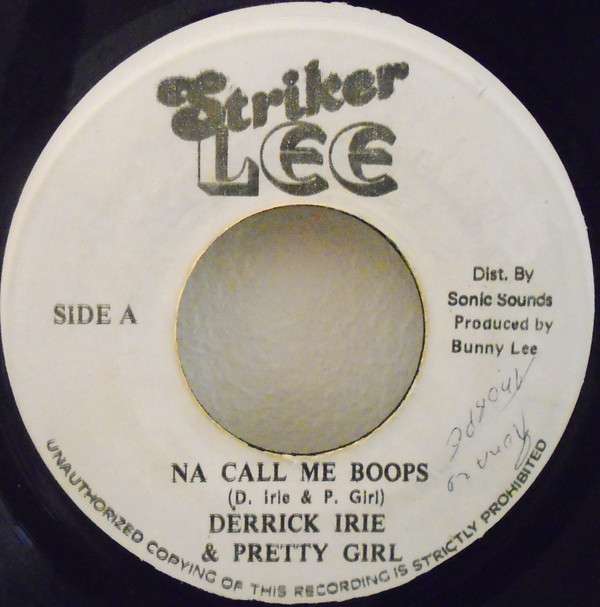 Striker
LEE
SIDE A
Dist. By
Sonic Sounds
Produced by
Bunny Lee
NA CALL ME BOOPS
(D. Irie & P. Girl)
DERRICK IRIE
& PRETTY GIRL
UNAUTHORIZED COPYING OF THIS RECORDING IS STRICTLY PROHIBITED